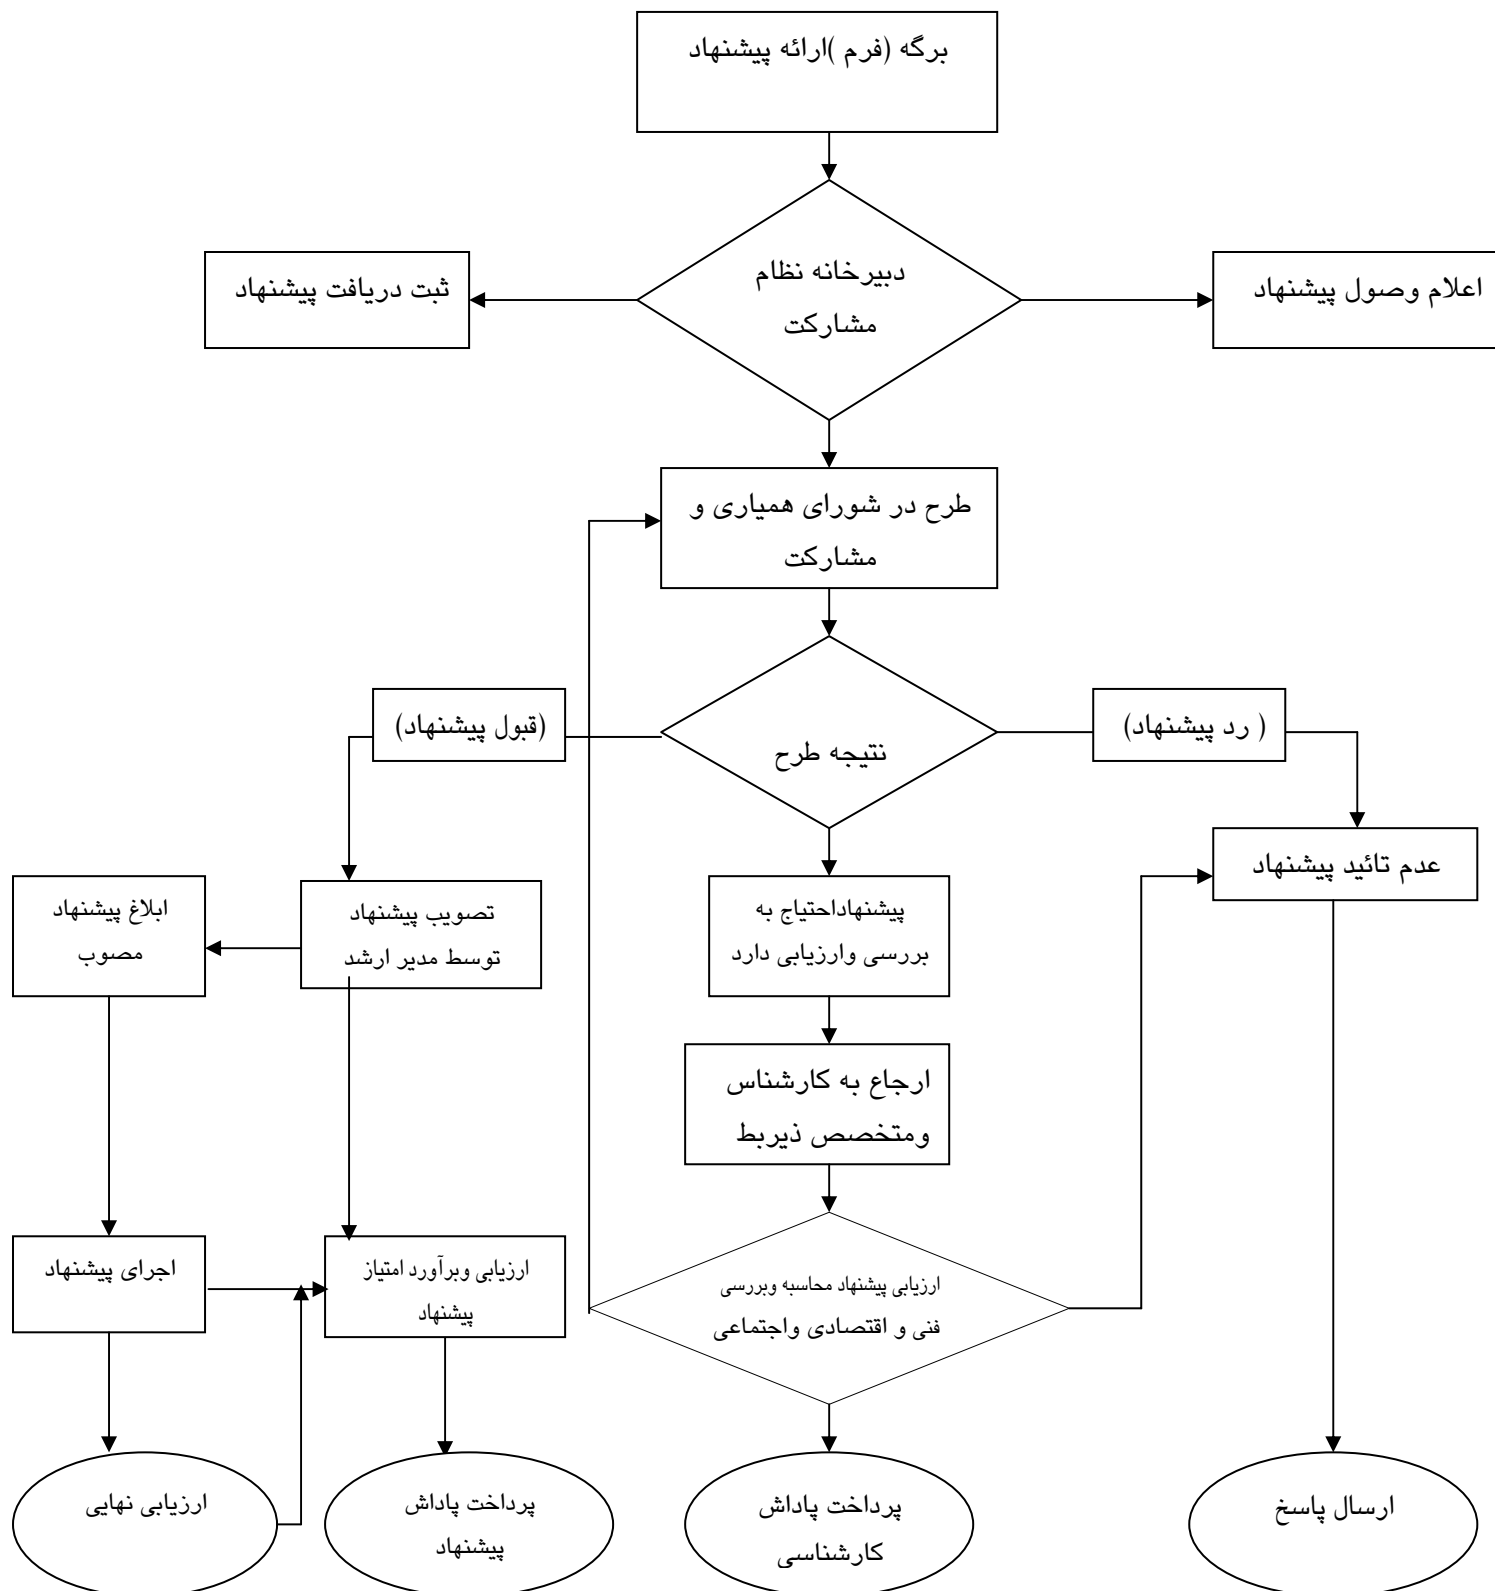 برگه (فرم )ارائه پیشنهاد
دبیرخانه نظام
مشارکت
اعلام وصول پیشنهاد
ثبت دریافت پیشنهاد
طرح در شورای همیاری و
مشارکت
نتیجه طرح
( رد پیشنهاد)
(قبول پیشنهاد)
عدم تائید پیشنهاد
پیشنهاداحتیاج به
بررسی وارزیابی دارد
تصویب پیشنهاد
توسط مدیر ارشد
ابلاغ پیشنهاد
مصوب
ارجاع به کارشناس
ومتخصص ذیربط
ارزیابی پیشنهاد محاسبه وبررسی
فنی و اقتصادی واجتماعی
ارزیابی وبرآورد امتیاز
پیشنهاد
اجرای پیشنهاد
ارسال پاسخ
پرداخت پاداش
کارشناسی
پرداخت پاداش
پیشنهاد
ارزیابی نهایی